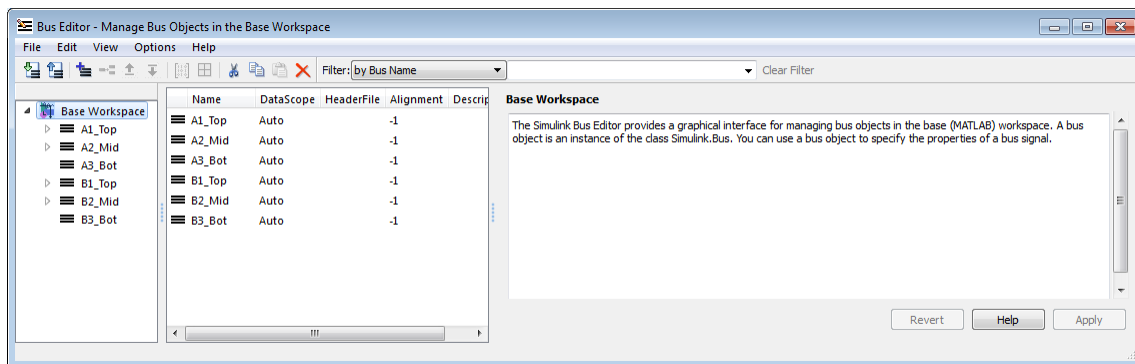 Bus Editor - Manage Bus Objects in the Base Workspace
File Edit View Options Help
Filter: by Bus Name Clear Filter
Base Workspace
A1_Top
A2_Mid
A3_Bot
B1_Top
B2_Mid
B3_Bot
Name DataScope HeaderFile Alignment Descrip
A1_Top Auto -1
A2_Mid Auto -1
A3_Bot Auto -1
B1_Top Auto -1
B2_Mid Auto -1
B3_Bot Auto -1
Base Workspace
The Simulink Bus Editor provides a graphical interface for managing bus objects in the base (MATLAB) workspace. A bus
object is an instance of the class Simulink.Bus. You can use a bus object to specify the properties of a bus signal.
Revert Help Apply